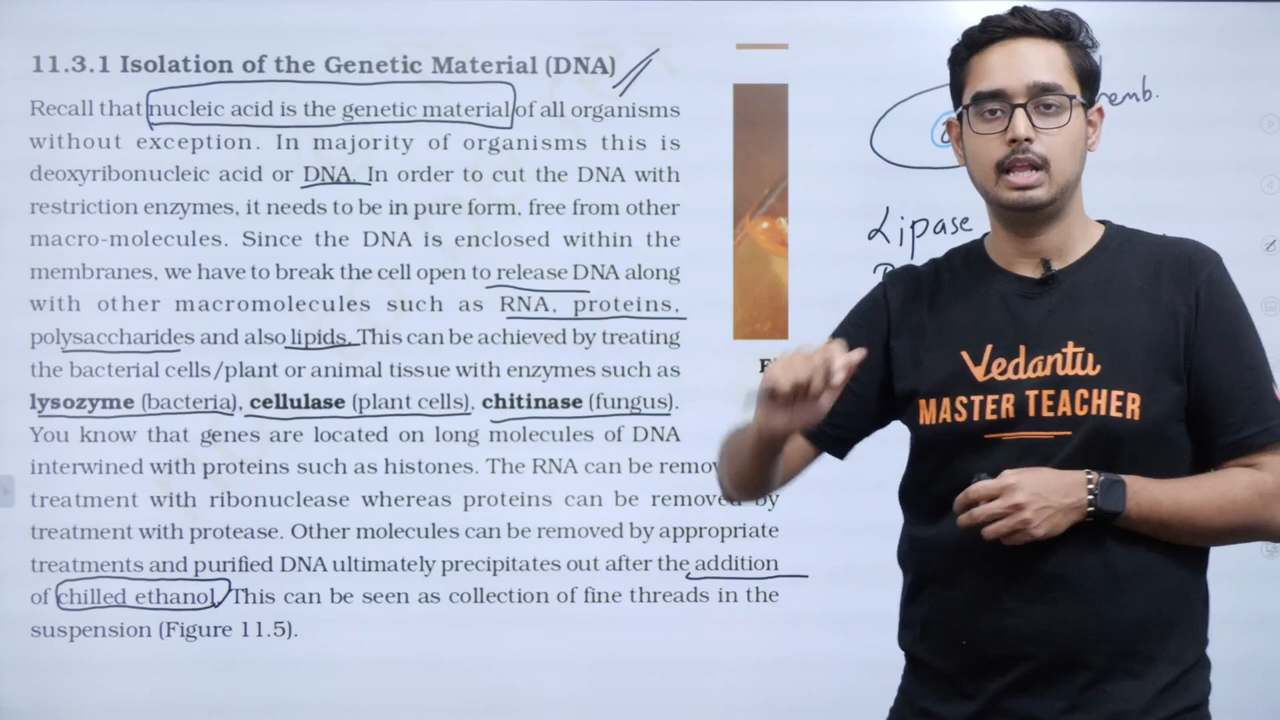 11.3.1 Isolation of the Genetic Material (DNA)
Recall that nucleic acid is the genetic material of all organisms
without exception. In majority of organisms this is
deoxyribonucleic acid or DNA. In order to cut the DNA with
restriction enzymes, it needs to be in pure form, free from other
macro-molecules. Since the DNA is enclosed within the
membranes, we have to break the cell open to release DNA along
with other macromolecules such as RNA, proteins,
polysaccharides and also lipids. This can be achieved by treating
the bacterial cells/plant or animal tissue with enzymes such as
lysozyme (bacteria), cellulase (plant cells), chitinase (fungus).
You know that genes are located on long molecules of DNA
interwined with proteins such as histones. The RNA can be
treatment with ribonuclease whereas proteins can be removed by
treatment with protease. Other molecules can be removed by appropriate
treatments and purified DNA ultimately precipitates out after the addition
of chilled ethanol. This can be seen as collection of fine threads in the
suspension (Figure 11.5).
Lipase
Vedantu
MASTER TEACHER